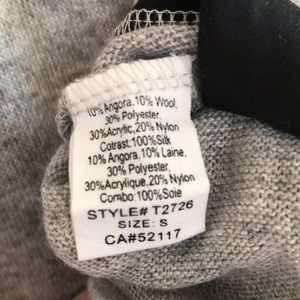 10% Angora, 10% Wool,
30% Polyester,
30%Acrylic, 20% Nylon
Cotrast:100%Silk
10% Angora, 10% Laine,
30% Polyester,
30%Acrylique, 20% Nylon
Combo:100%Soie
STYLE# T2726
SIZE: S
CA#52117